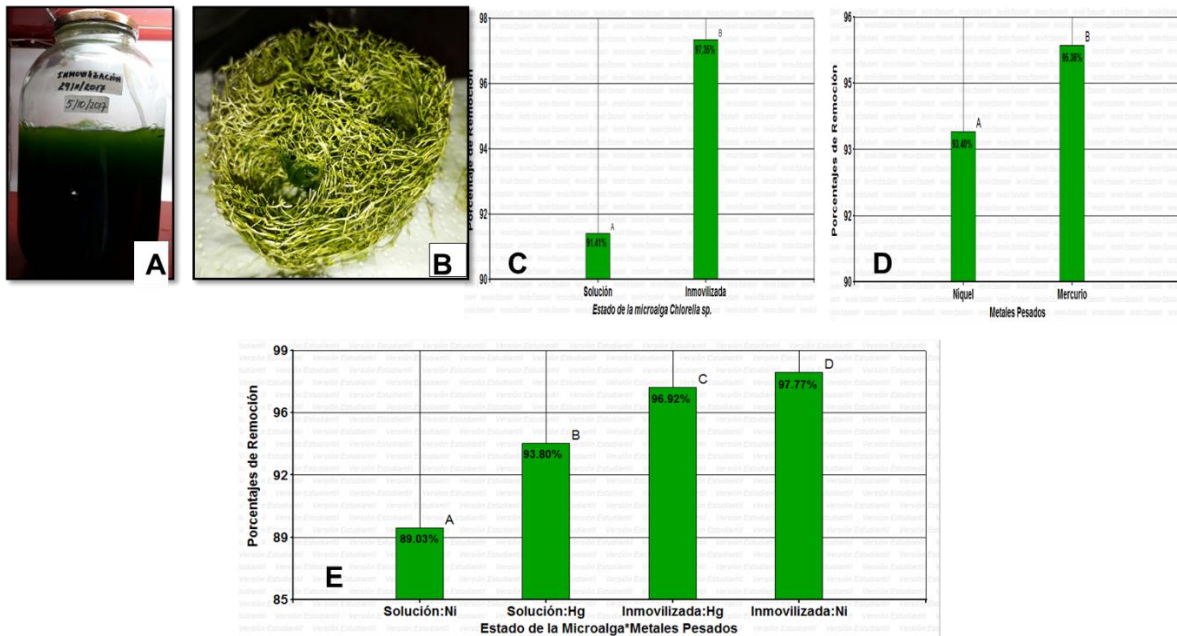 INMOVILIZACIÓN
29/11/2017
5/10/2017
A
B
Porcentaje de Remoción
98
96
94
92
91
90
A
91.41%
B
97.35%
C
Solución
Inmovilizada
Estado de la microalga Chlorella sp.
Porcentajes de Remoción
96
95
93
92
90
A
93.40%
B
95.36%
D
Níquel
Mercurio
Metales Pesados
Porcentajes de Remoción
99
96
92
89
85
A
89.03%
B
93.80%
C
96.92%
D
97.77%
E
Solución:Ni
Solución:Hg
Inmovilizada:Hg
Inmovilizada:Ni
Estado de la Microalga*Metales Pesados
Versión Estudiantil